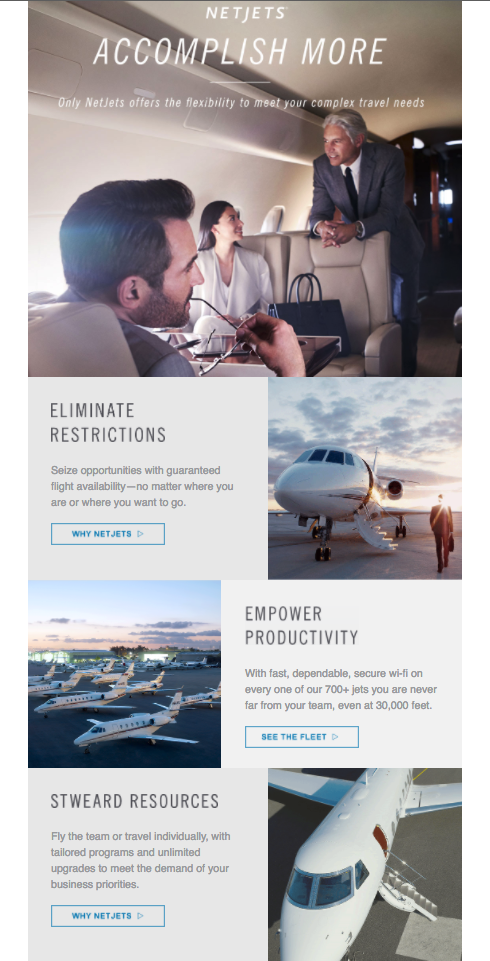 NETJETS
ACCOMPLISH MORE
Only NetJets offers the flexibility to meet your complex travel needs
ELIMINATE
RESTRICTIONS
Seize opportunities with guaranteed
flight availability—no matter where you
are or where you want to go.
WHY NETJETS ▷
EMPOWER
PRODUCTIVITY
With fast, dependable, secure wi-fi on
every one of our 700+ jets you are never
far from your team, even at 30,000 feet.
SEE THE FLEET ▷
STWEARD RESOURCES
Fly the team or travel individually, with
tailored programs and unlimited
upgrades to meet the demand of your
business priorities.
WHY NETJETS ▷